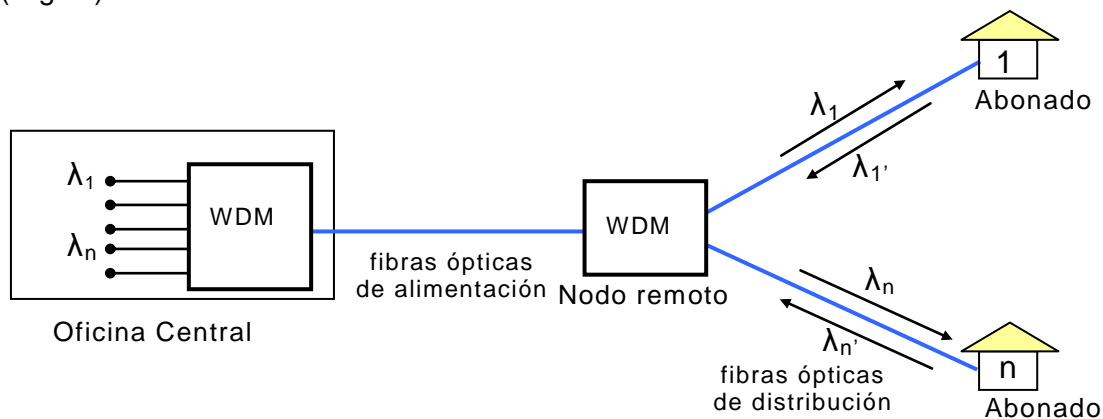 1
Abonado
λ1
λ1'
λ1
WDM
λn
WDM
fibras ópticas
de alimentación
Nodo remoto
λn
λn'
Oficina Central
fibras ópticas
de distribución
n
Abonado